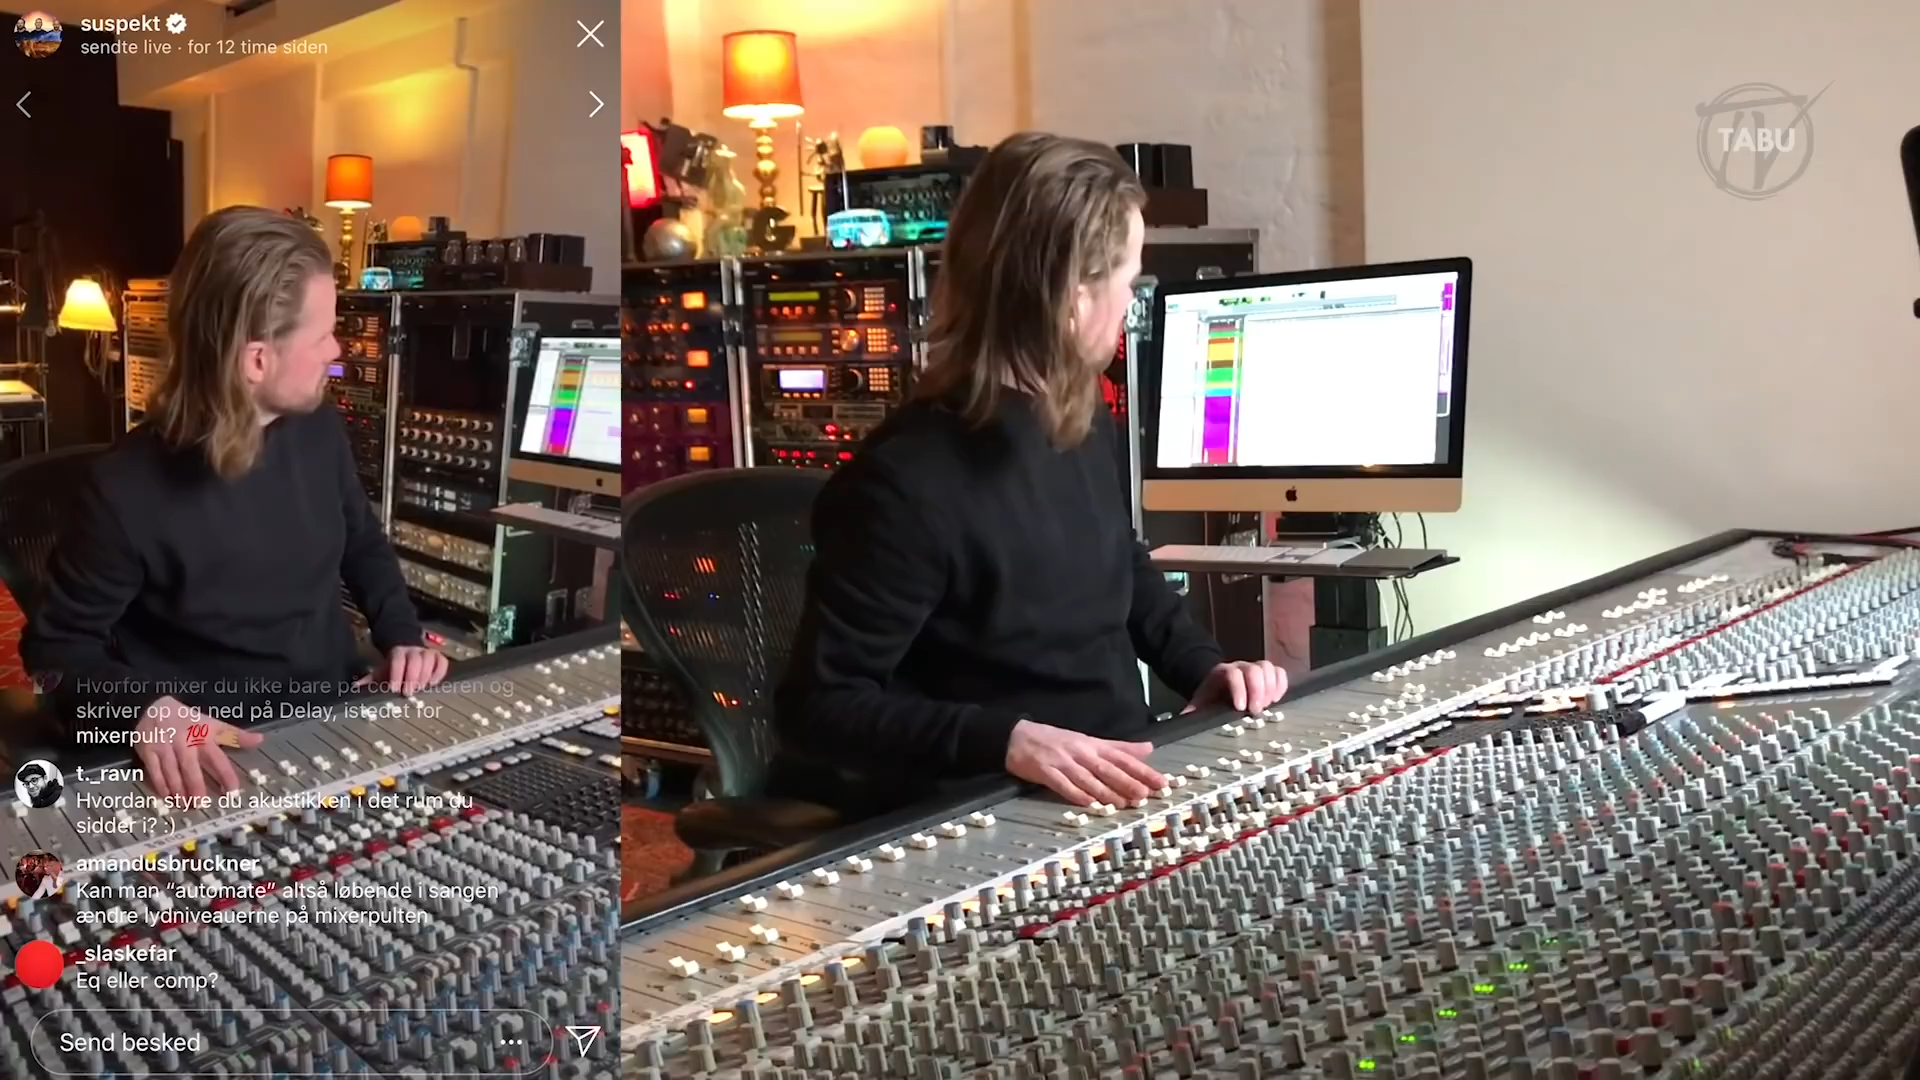 suspekt
sendte live · for 12 time siden
TABU
TV
Hvorfor mixer du ikke bare på computeren og
skriver op og ned på Delay, istedet for
mixerpult? 💯
t._ravn
Hvordan styre du akustikken i det rum du
sidder i? :)
amandusbruckner
Kan man “automate” altså løbende i sangen
ændre lydniveauerne på mixerpulten
_slaskefar
Eq eller comp?
Send besked